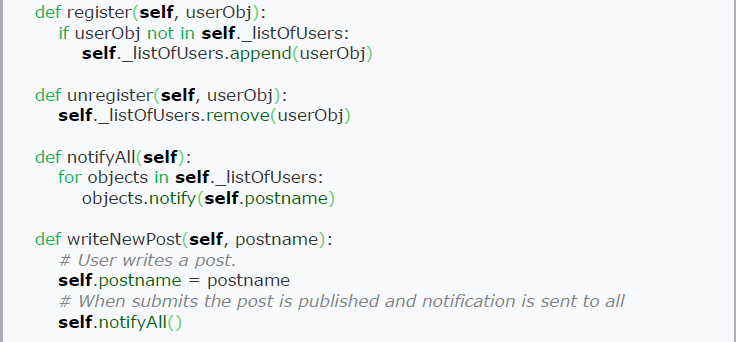 def register(self, userObj):
if userObj not in self._listOfUsers:
self._listOfUsers.append(userObj)
def unregister(self, userObj):
self._listOfUsers.remove(userObj)
def notifyAll(self):
for objects in self._listOfUsers:
objects.notify(self.postname)
def writeNewPost(self, postname):
# User writes a post.
self.postname = postname
# When submits the post is published and notification is sent to all
self.notifyAll()